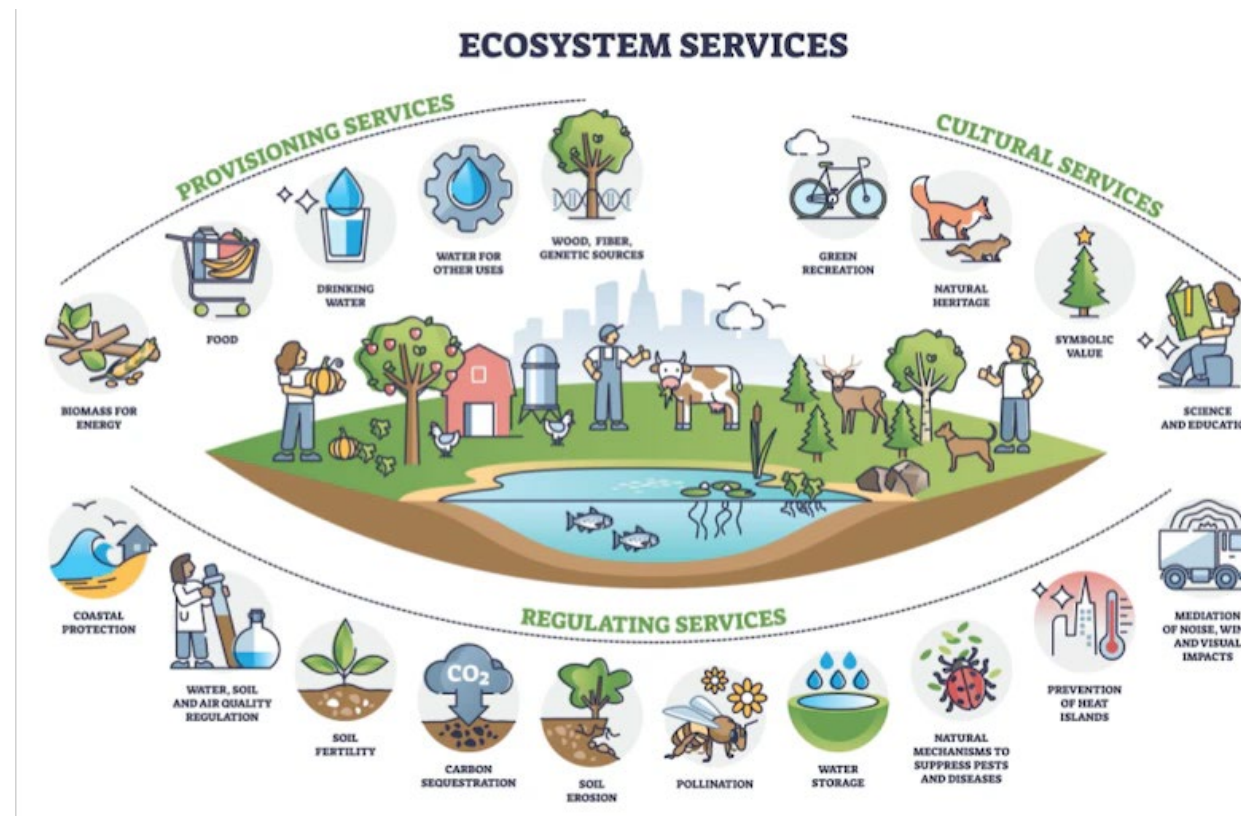 ECOSYSTEM SERVICES
PROVISIONING SERVICES
BIOMASS FOR
ENERGY
FOOD
DRINKING
WATER
WATER FOR
OTHER USES
WOOD, FIBER,
GENETIC SOURCES
CULTURAL SERVICES
GREEN
RECREATION
NATURAL
HERITAGE
SYMBOLIC
VALUE
SCIENCE
AND EDUCATIO
REGULATING SERVICES
COASTAL
PROTECTION
WATER, SOIL
AND AIR QUALITY
REGULATION
SOIL
FERTILITY
CO₂
CARBON
SEQUESTRATION
SOIL
EROSION
POLLINATION
WATER
STORAGE
NATURAL
MECHANISMS TO
SUPPRESS PESTS
AND DISEASES
PREVENTION
OF HEAT
ISLANDS
MEDIATION
OF NOISE, WIN
AND VISUAL
IMPACTS